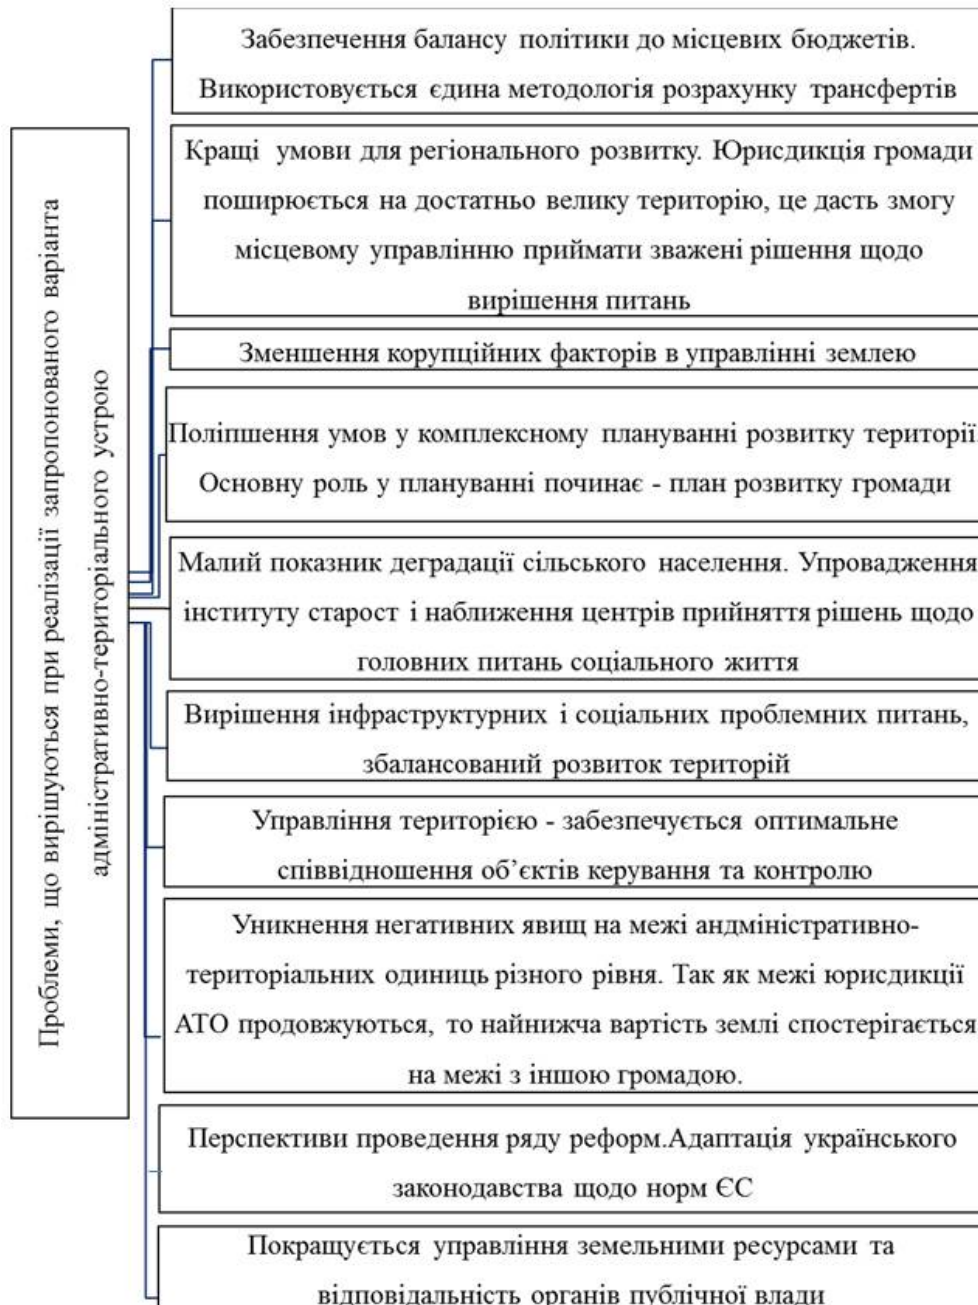 Проблеми, що вирішуються при реалізації запропонованого варіанта
адміністративно-територіального устрою
Забезпечення балансу політики до місцевих бюджетів.
Використовується єдина методологія розрахунку трансфертів
Кращі умови для регіонального розвитку. Юрисдикція громади
поширюється на достатньо велику територію, це дасть змогу
місцевому управлінню приймати зважені рішення щодо
вирішення питань
Зменшення корупційних факторів в управлінні землею
Поліпшення умов у комплексному плануванні розвитку території.
Основну роль у плануванні починає - план розвитку громади
Малий показник деградації сільського населення. Упровадження
інституту старост і наближення центрів прийняття рішень щодо
головних питань соціального життя
Вирішення інфраструктурних і соціальних проблемних питань,
збалансований розвиток територій
Управління територією - забезпечується оптимальне
співвідношення об’єктів керування та контролю
Уникнення негативних явищ на межі андміністративно-
територіальних одиниць різного рівня. Так як межі юрисдикції
АТО продовжуються, то найнижча вартість землі спостерігається
на межі з іншою громадою.
Перспективи проведення ряду реформ.Адаптація українського
законодавства щодо норм ЄС
Покращується управління земельними ресурсами та
відповідальність органів публічної влади